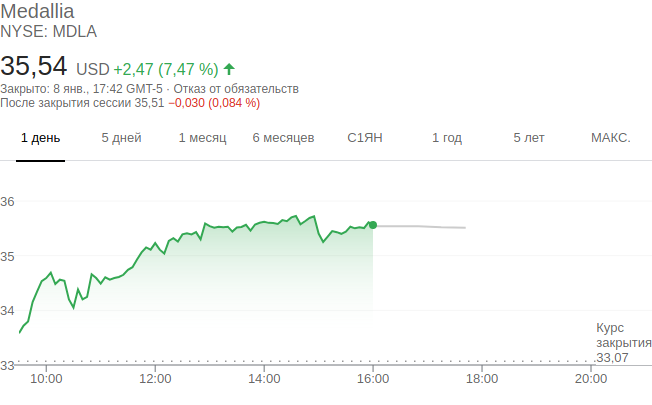 Medallia
NYSE: MDLA
35,54 USD +2,47 (7,47 %)
Закрыто: 8 янв., 17:42 GMT-5 · Отказ от обязательств
После закрытия сессии 35,51 −0,030 (0,084 %)
1 день 5 дней 1 месяц 6 месяцев С1ЯН 1 год 5 лет МАКС.
36
35
34
Курс
закрытия
33,07
33
10:00 12:00 14:00 16:00 18:00 20:00